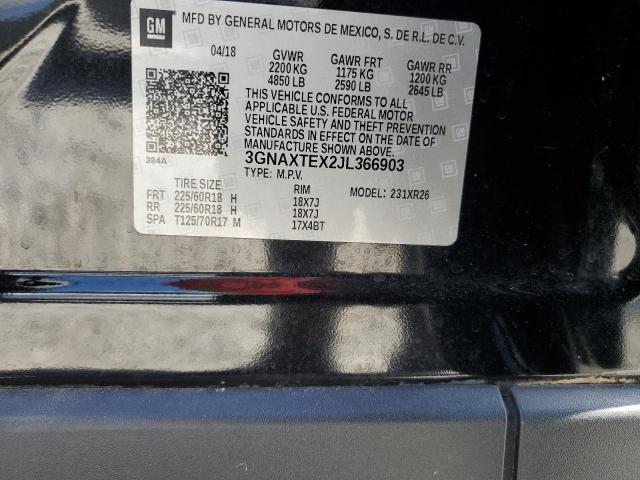 GM
MFD BY GENERAL MOTORS DE MEXICO, S. DE R.L. DE C.V.
04/18 GVWR GAWR FRT GAWR RR
2200 KG 1175 KG 1200 KG
4850 LB 2590 LB 2645 LB
THIS VEHICLE CONFORMS TO ALL
APPLICABLE U.S. FEDERAL MOTOR
VEHICLE SAFETY AND THEFT PREVENTION
STANDARDS IN EFFECT ON THE DATE
OF MANUFACTURE SHOWN ABOVE.
384A 3GNAXTEX2JL366903
TYPE: M.P.V.
TIRE SIZE RIM MODEL: 231XR26
FRT 225/60R18 H 18X7J
RR 225/60R18 H 18X7J
SPA T125/70R17 M 17X4BT